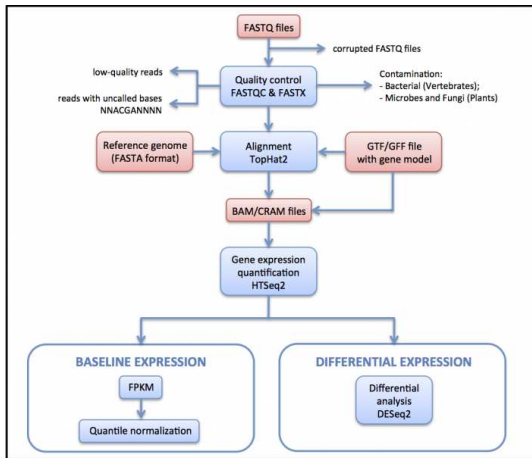 FASTQ files
corrupted FASTQ files
low-quality reads
reads with uncalled bases
NNACGANNNN
Quality control
FASTQC & FASTX
Contamination:
- Bacterial (Vertebrates);
- Microbes and Fungi (Plants)
Reference genome
(FASTA format)
Alignment
TopHat2
GTF/GFF file
with gene model
BAM/CRAM files
Gene expression
quantification
HTSeq2
BASELINE EXPRESSION
FPKM
Quantile normalization
DIFFERENTIAL EXPRESSION
Differential
analysis
DESeq2